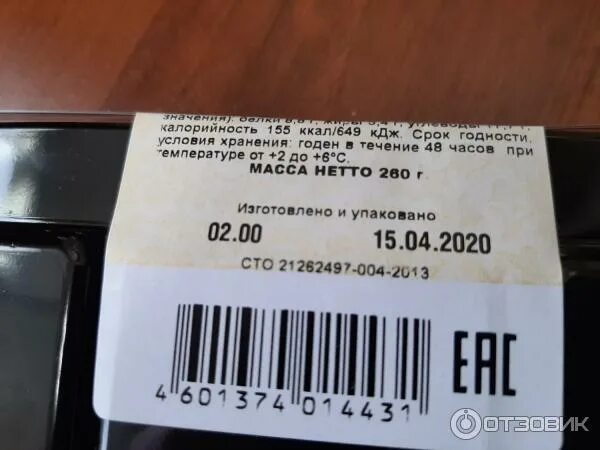 калорийность 155 ккал/649 кДж. Срок годности,
условия хранения: годен в течение 48 часов при
температуре от +2 до +6°С.
МАССА НЕТТО 260 г
Изготовлено и упаковано
02.00 15.04.2020
СТО 21262497-004-2013
EAC
4 601374 014431
ОТЗОВИК